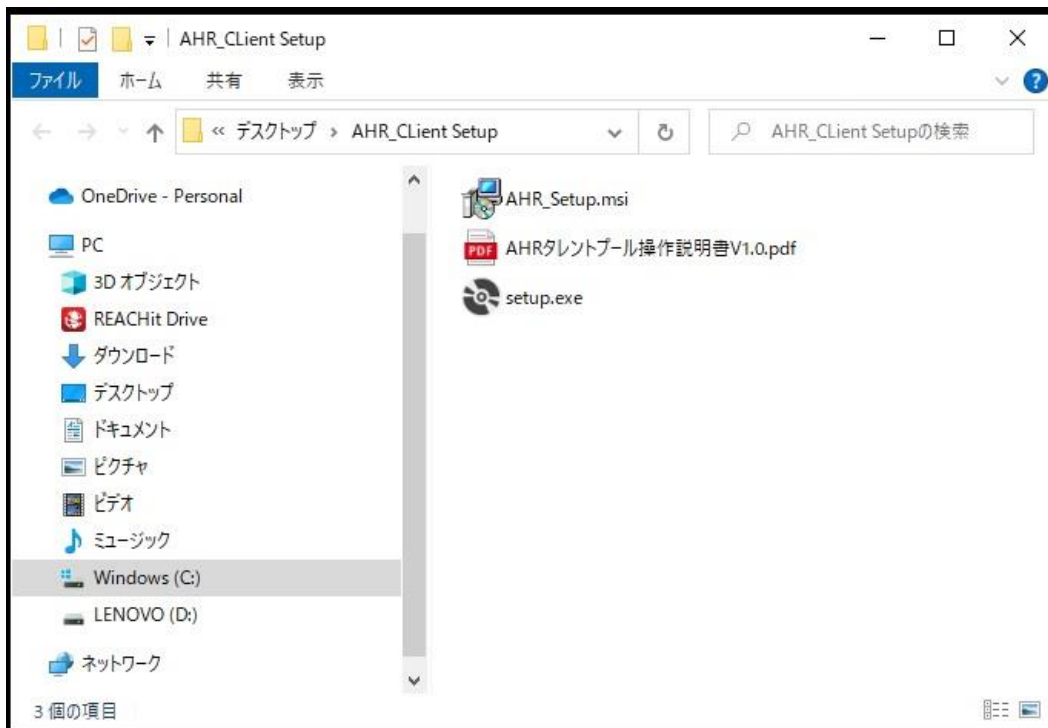 AHR_CLient Setup
ファイル ホーム 共有 表示
« デスクトップ › AHR_CLient Setup
AHR_CLient Setupの検索
OneDrive - Personal
PC
3D オブジェクト
REACHit Drive
ダウンロード
デスクトップ
ドキュメント
ピクチャ
ビデオ
ミュージック
Windows (C:)
LENOVO (D:)
ネットワーク
AHR_Setup.msi
PDF AHRタレントプール操作説明書V1.0.pdf
setup.exe
3 個の項目